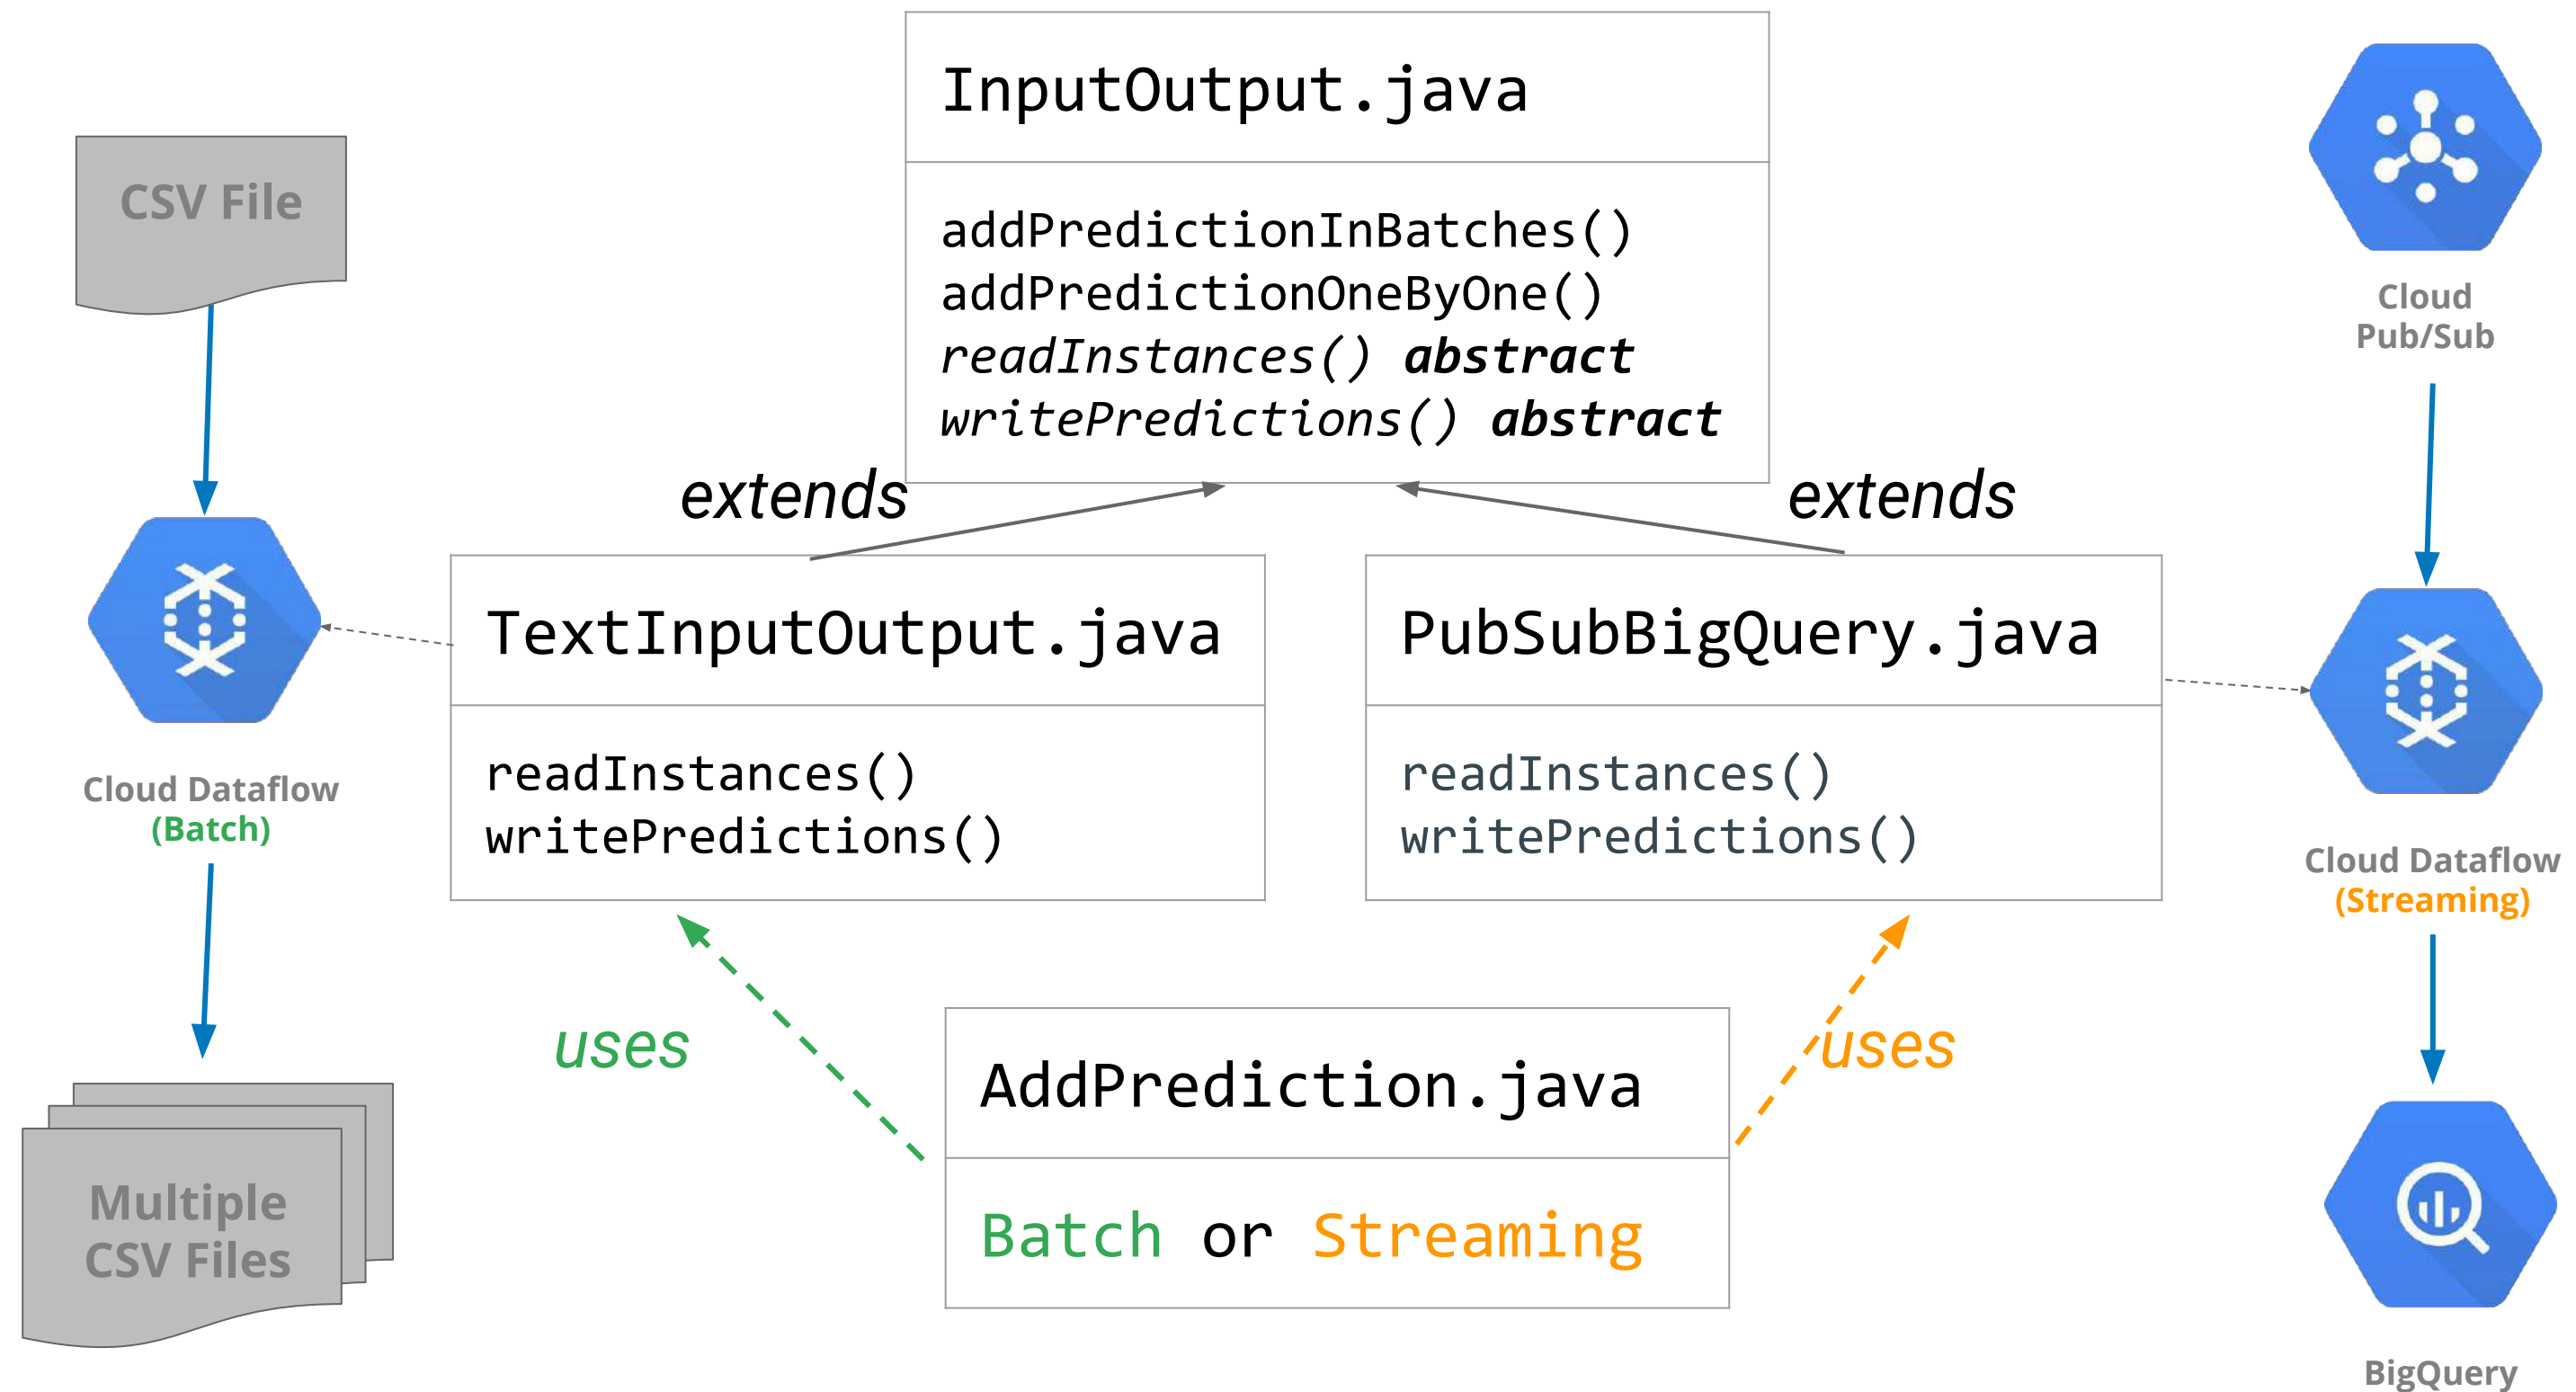 InputOutput.java
addPredictionInBatches()
addPredictionOneByOne()
readInstances() abstract
writePredictions() abstract
CSV File
Cloud
Pub/Sub
extends
extends
TextInputOutput.java
readInstances()
writePredictions()
PubSubBigQuery.java
readInstances()
writePredictions()
Cloud Dataflow
(Batch)
Cloud Dataflow
(Streaming)
uses
uses
AddPrediction.java
Batch or Streaming
Multiple
CSV Files
BigQuery